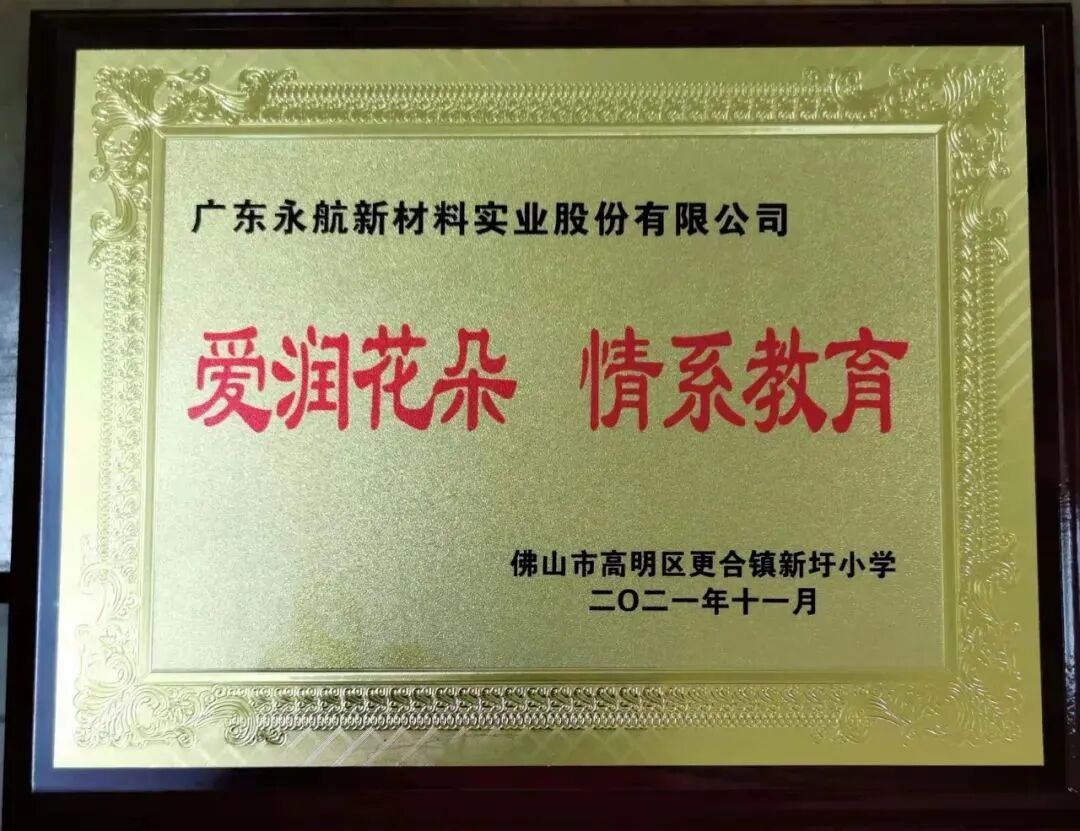 广东永航新材料实业股份有限公司
爱润花朵 情系教育
佛山市高明区更合镇新圩小学
二〇二一年十一月